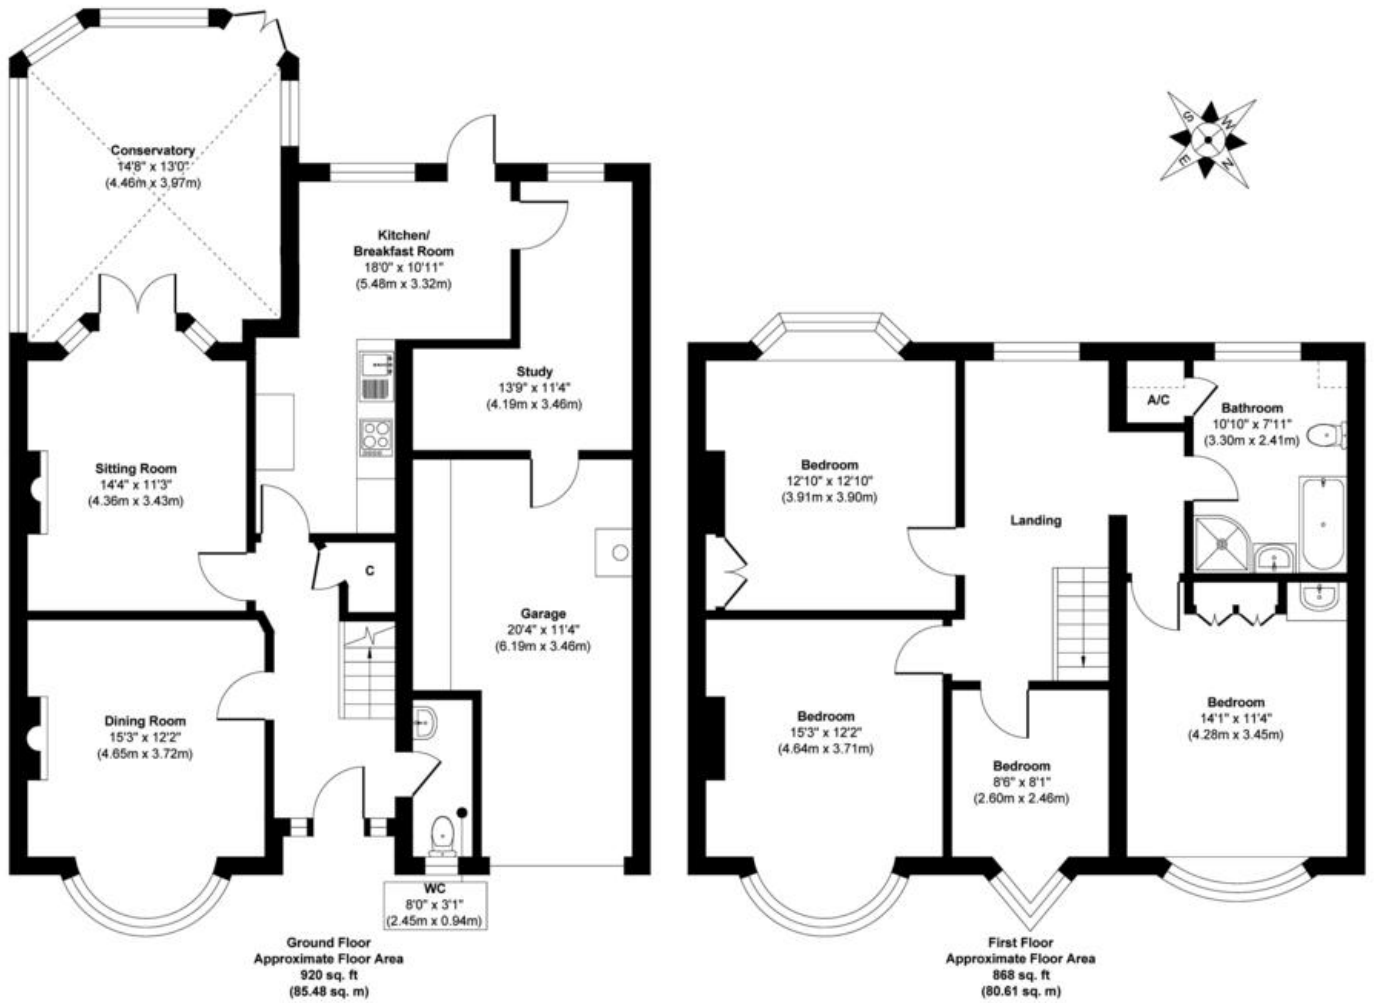 Conservatory
14'8" x 13'0"
(4.46m x 3.97m)
Kitchen/
Breakfast Room
18'0" x 10'11"
(5.48m x 3.32m)
Study
13'9" x 11'4"
(4.19m x 3.46m)
Sitting Room
14'4" x 11'3"
(4.36m x 3.43m)
C
Garage
20'4" x 11'4"
(6.19m x 3.46m)
Dining Room
15'3" x 12'2"
(4.65m x 3.72m)
WC
8'0" x 3'1"
(2.45m x 0.94m)
Ground Floor
Approximate Floor Area
920 sq. ft
(85.48 sq. m)
S
W
E
N
A/C
Bathroom
10'10" x 7'11"
(3.30m x 2.41m)
Bedroom
12'10" x 12'10"
(3.91m x 3.90m)
Landing
Bedroom
15'3" x 12'2"
(4.64m x 3.71m)
Bedroom
8'6" x 8'1"
(2.60m x 2.46m)
Bedroom
14'1" x 11'4"
(4.28m x 3.45m)
First Floor
Approximate Floor Area
868 sq. ft
(80.61 sq. m)